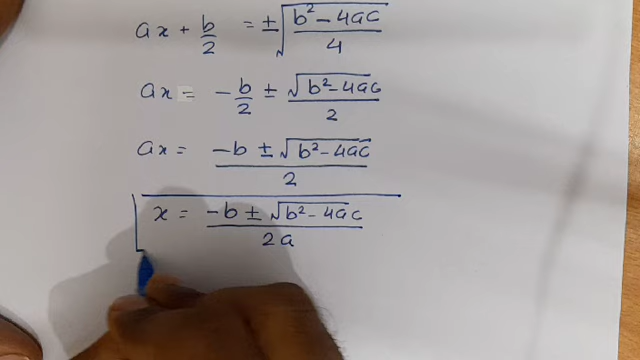 ax + b/2 = ± √((b² - 4ac)/4)
ax = - b/2 ± √(b² - 4ac)/2
ax = (-b ± √(b² - 4ac))/2
x = (-b ± √(b² - 4ac))/2a